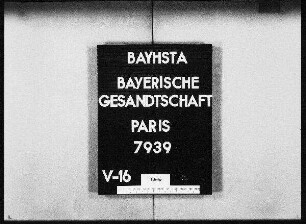 BAYHSTA
BAYERISCHE
GESANDTSCHAFT
PARIS
7939
V-16